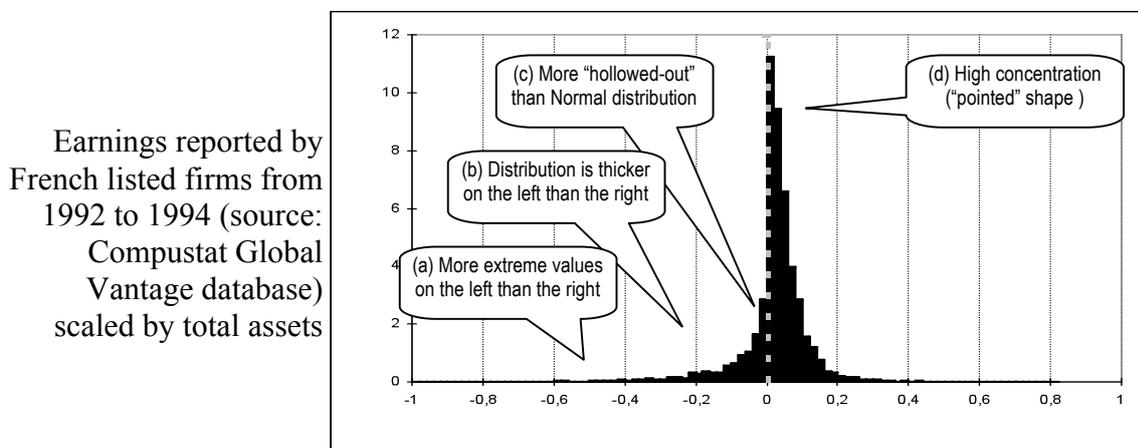 Earnings reported by
French listed firms from
1992 to 1994 (source:
Compustat Global
Vantage database)
scaled by total assets
12
10
8
6
4
2
0
(c) More “hollowed-out”
than Normal distribution
(d) High concentration
(“pointed” shape )
(b) Distribution is thicker
on the left than the right
(a) More extreme values
on the left than the right
-1 -0,8 -0,6 -0,4 -0,2 0 0,2 0,4 0,6 0,8 1